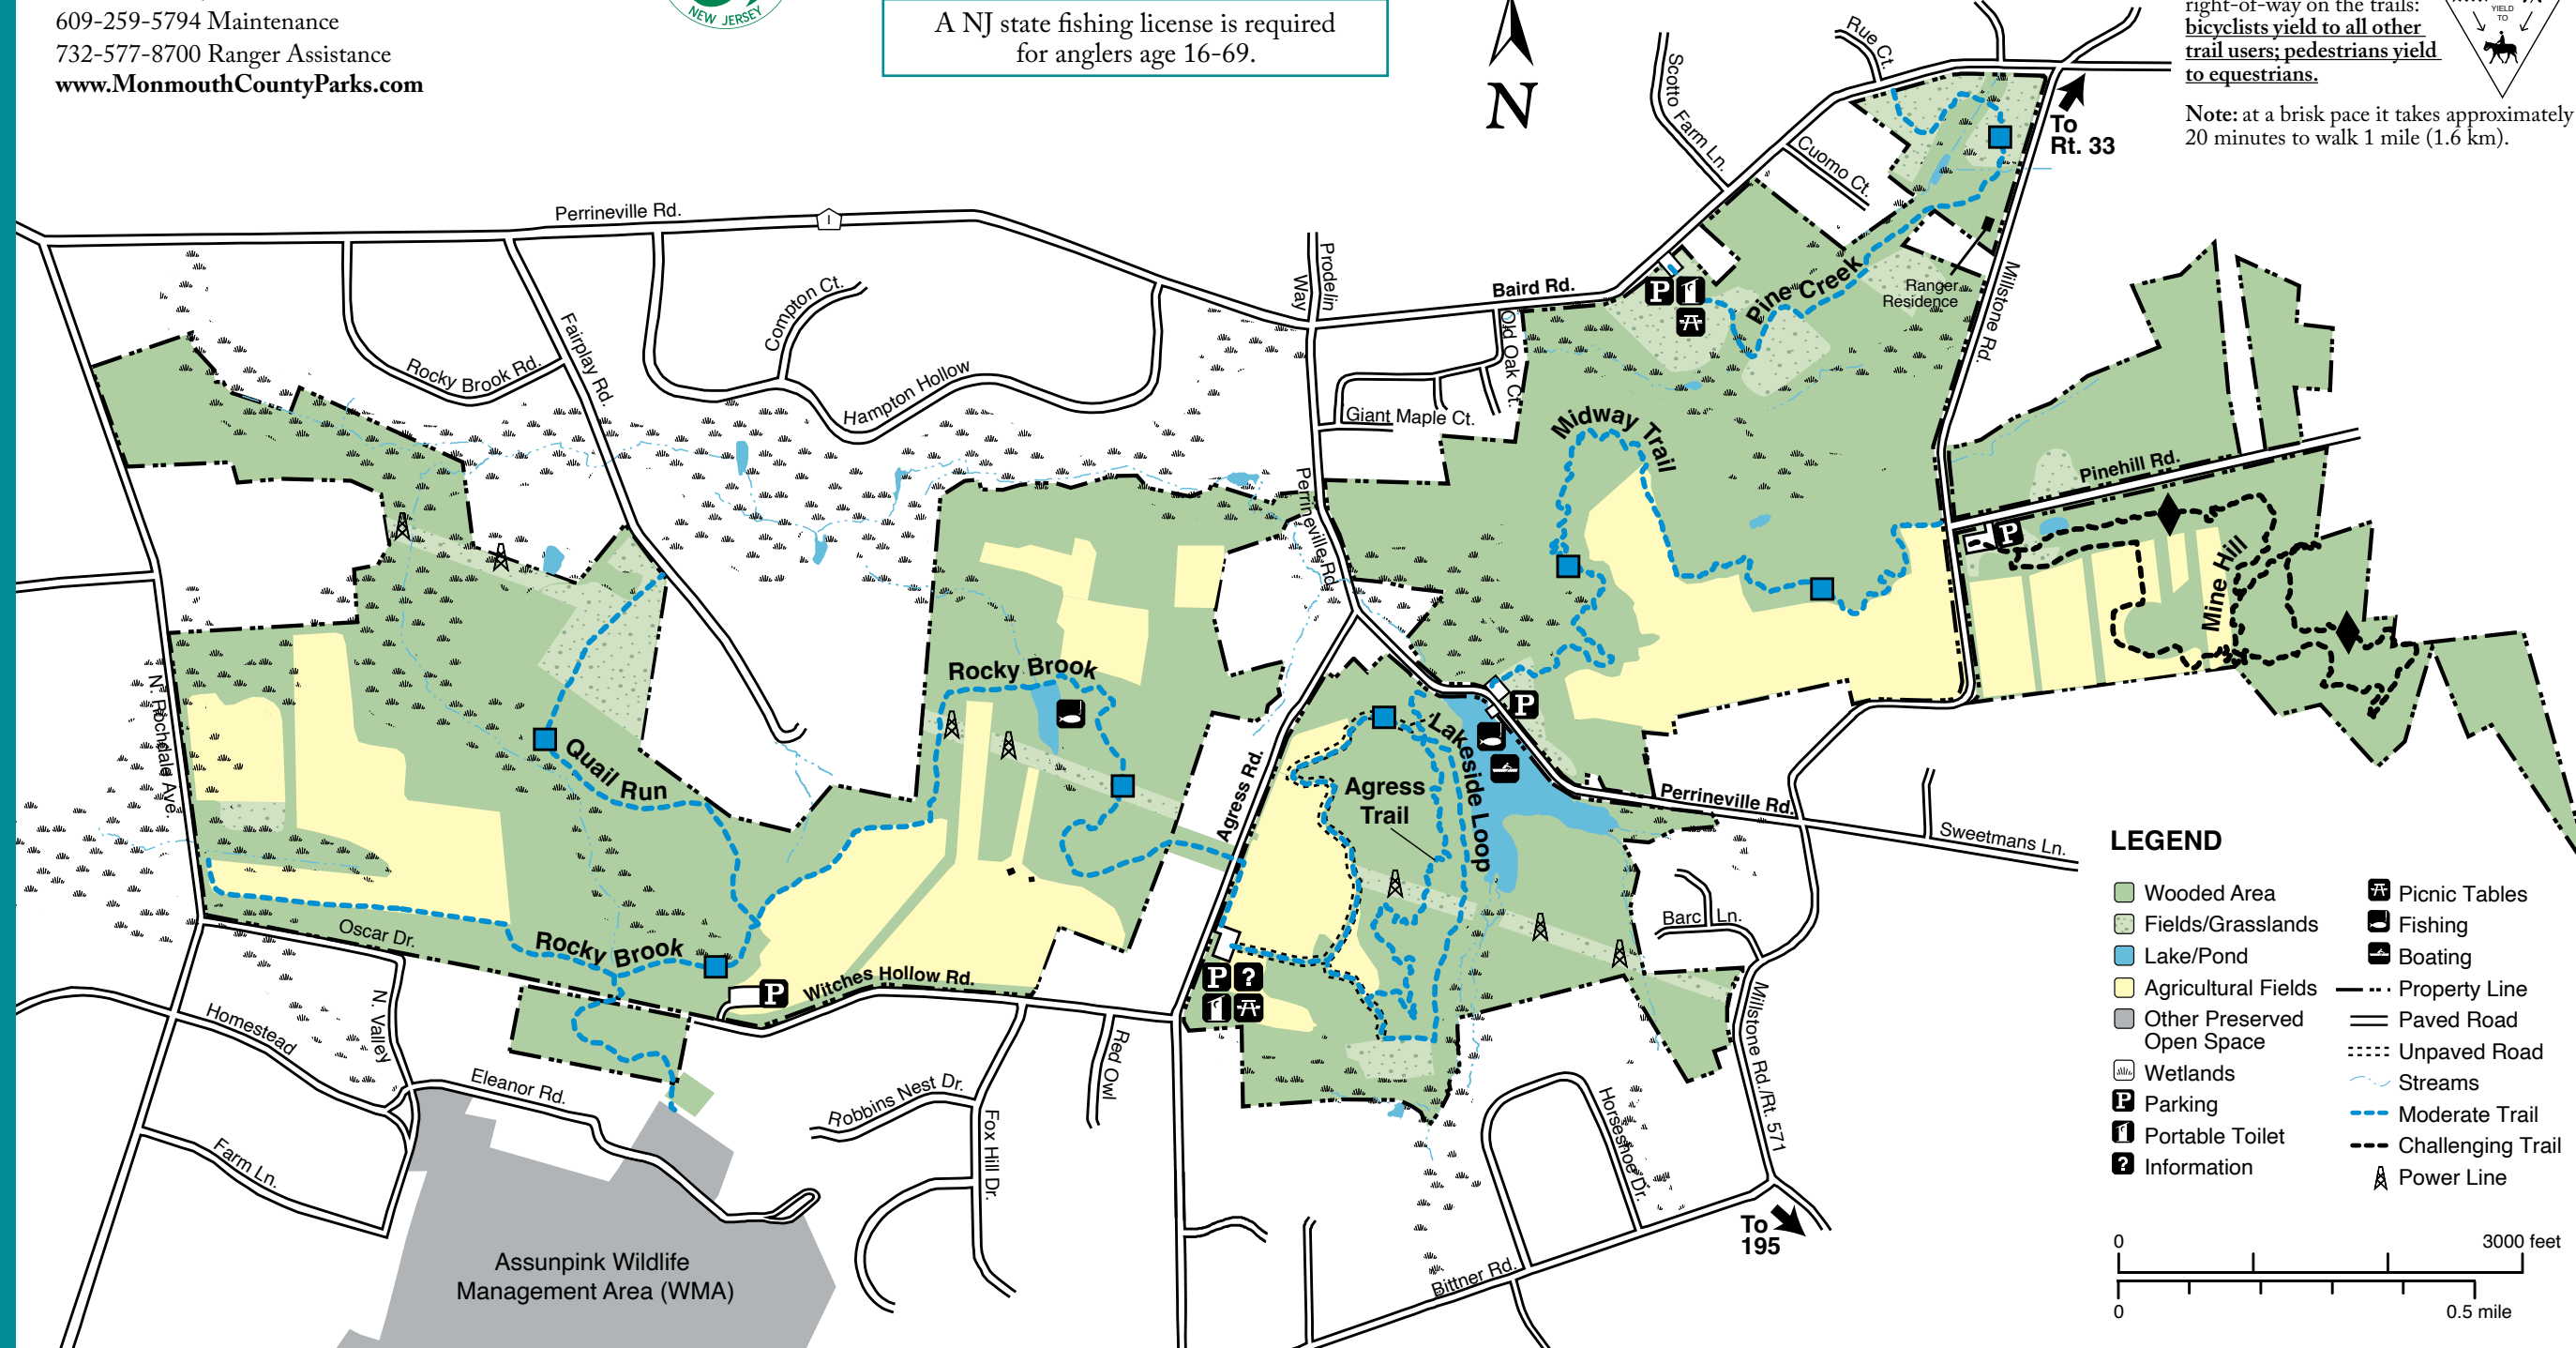 609-259-5794 Maintenance
732-577-8700 Ranger Assistance
www.MonmouthCountyParks.com
NEW JERSEY
A NJ state fishing license is required
for anglers age 16-69.
N
right-of-way on the trails:
bicyclists yield to all other
trail users; pedestrians yield
to equestrians.
YIELD
TO
Note: at a brisk pace it takes approximately
20 minutes to walk 1 mile (1.6 km).
Rue Ct.
Scotto Farm Ln.
Cuomo Ct.
To
Rt. 33
Perrineville Rd.
1
Prodelin
Way
Baird Rd.
Old Oak Ct.
Giant Maple Ct.
Pine Creek
Ranger
Residence
Millstone Rd.
Compton Ct.
Fairplay Rd.
Rocky Brook Rd.
Hampton Hollow
Perrineville Rd.
Midway Trail
Pinehill Rd.
P
P
Mine Hill
N. Rochdale Ave.
Quail Run
Rocky Brook
P
Lakeside Loop
Agress Rd.
Agress
Trail
Perrineville Rd.
Sweetmans Ln.
Barc Ln.
Oscar Dr.
Rocky Brook
P
Witches Hollow Rd.
P
?
Homestead
N. Valley
Eleanor Rd.
Farm Ln.
Robbins Nest Dr.
Red Owl
Fox Hill Dr.
Horseshoe Dr.
Millstone Rd./Rt. 571
To
195
Bittner Rd.
Assunpink Wildlife
Management Area (WMA)
LEGEND
Wooded Area
Fields/Grasslands
Lake/Pond
Agricultural Fields
Other Preserved
Open Space
Wetlands
P Parking
Portable Toilet
? Information
Picnic Tables
Fishing
Boating
Property Line
Paved Road
Unpaved Road
Streams
Moderate Trail
Challenging Trail
Power Line
0 3000 feet
0 0.5 mile